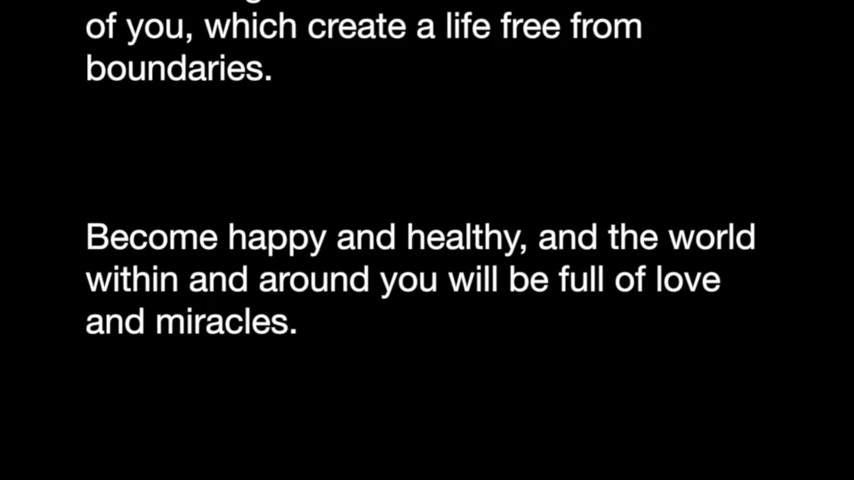 of you, which create a life free from
boundaries.
Become happy and healthy, and the world
within and around you will be full of love
and miracles.